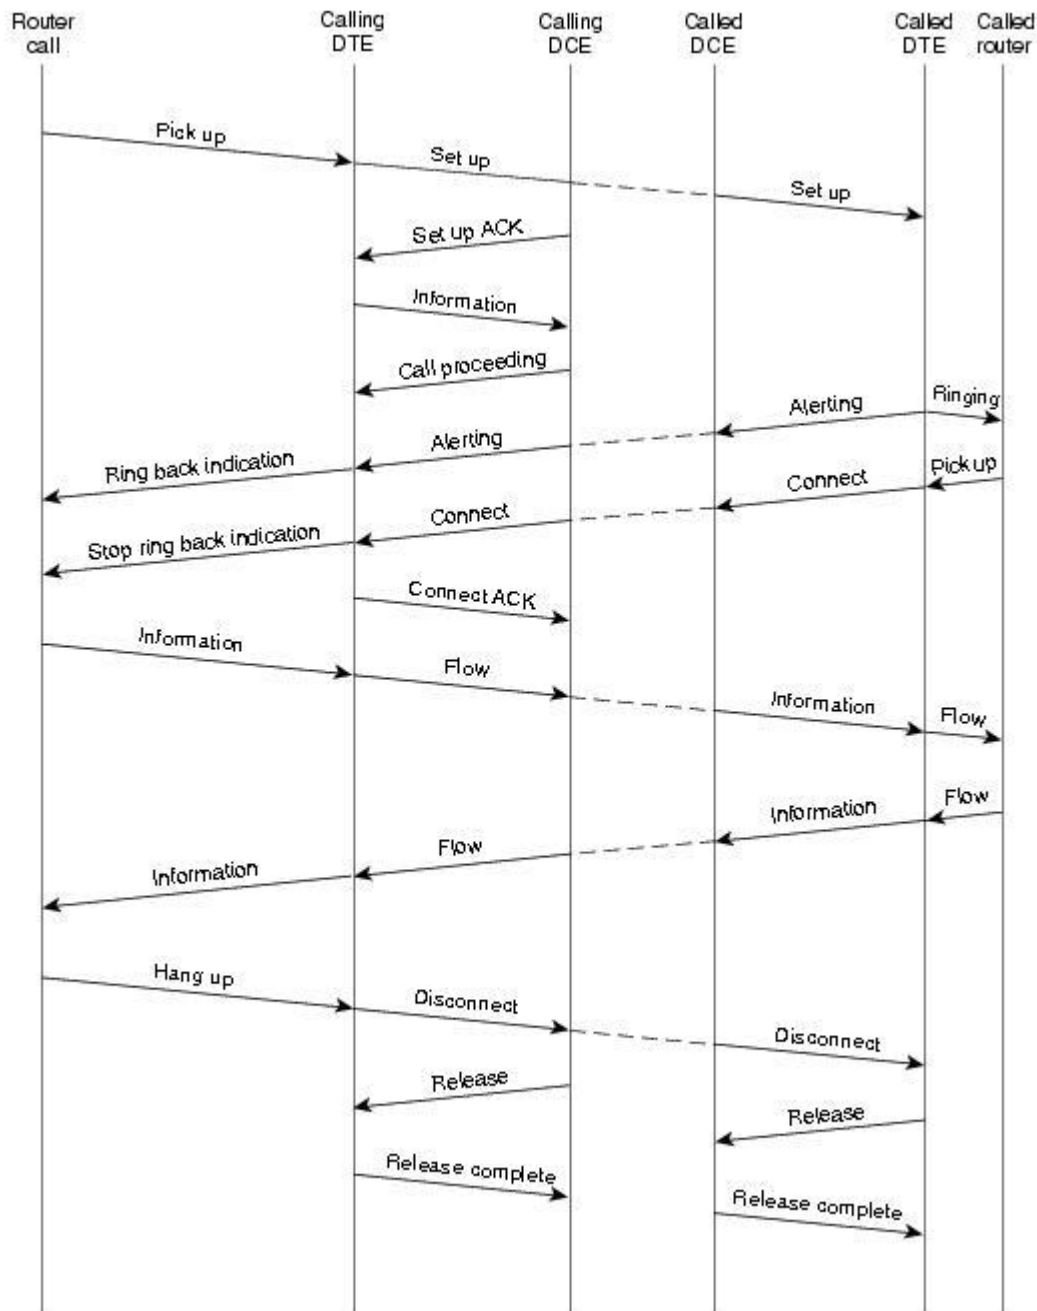 Router call
Calling DTE
Calling DCE
Called DCE
Called DTE
Called router
Pick up
Set up
Set up
Set up ACK
Information
Call proceeding
Ringing
Alerting
Alerting
Ring back indication
Pick up
Connect
Connect
Stop ring back indication
Connect ACK
Information
Flow
Information
Flow
Flow
Information
Flow
Information
Hang up
Disconnect
Disconnect
Release
Release
Release complete
Release complete